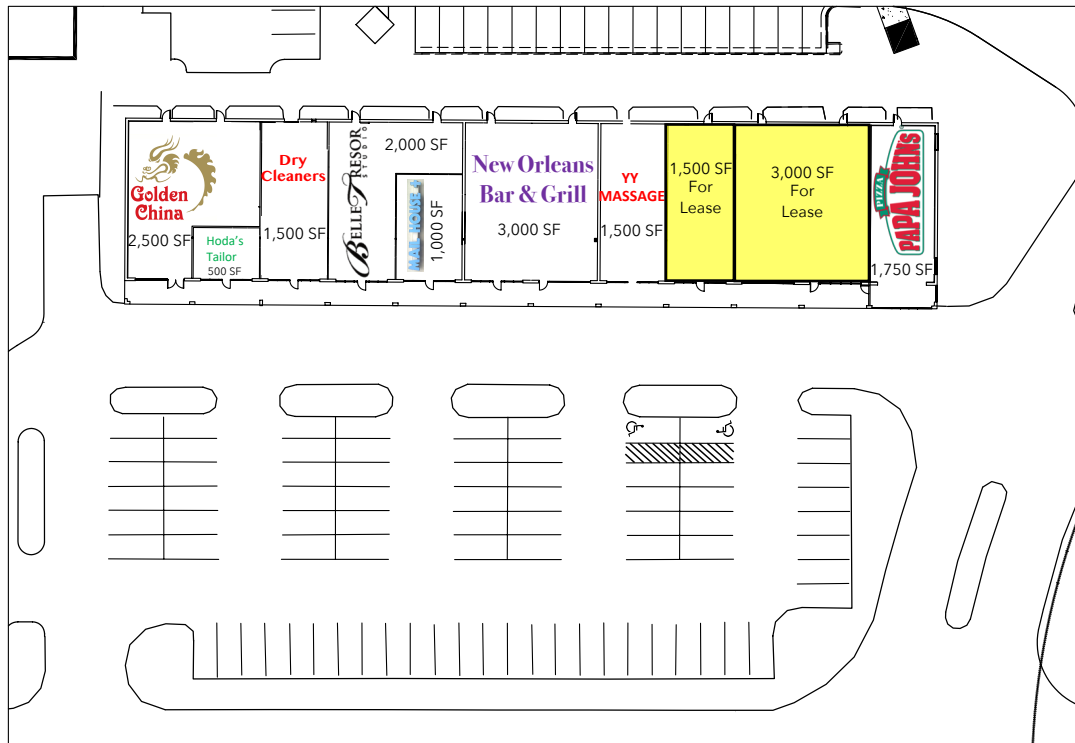 Golden
China
2,500 SF
Hoda's
Tailor
500 SF
Dry
Cleaners
1,500 SF
BELLE TRESOR
STUDIO
2,000 SF
MAIL HOUSE
1,000 SF
New Orleans
Bar & Grill
3,000 SF
YY
MASSAGE
1,500 SF
1,500 SF
For
Lease
3,000 SF
For
Lease
PIZZA
PAPA JOHNS
1,750 SF